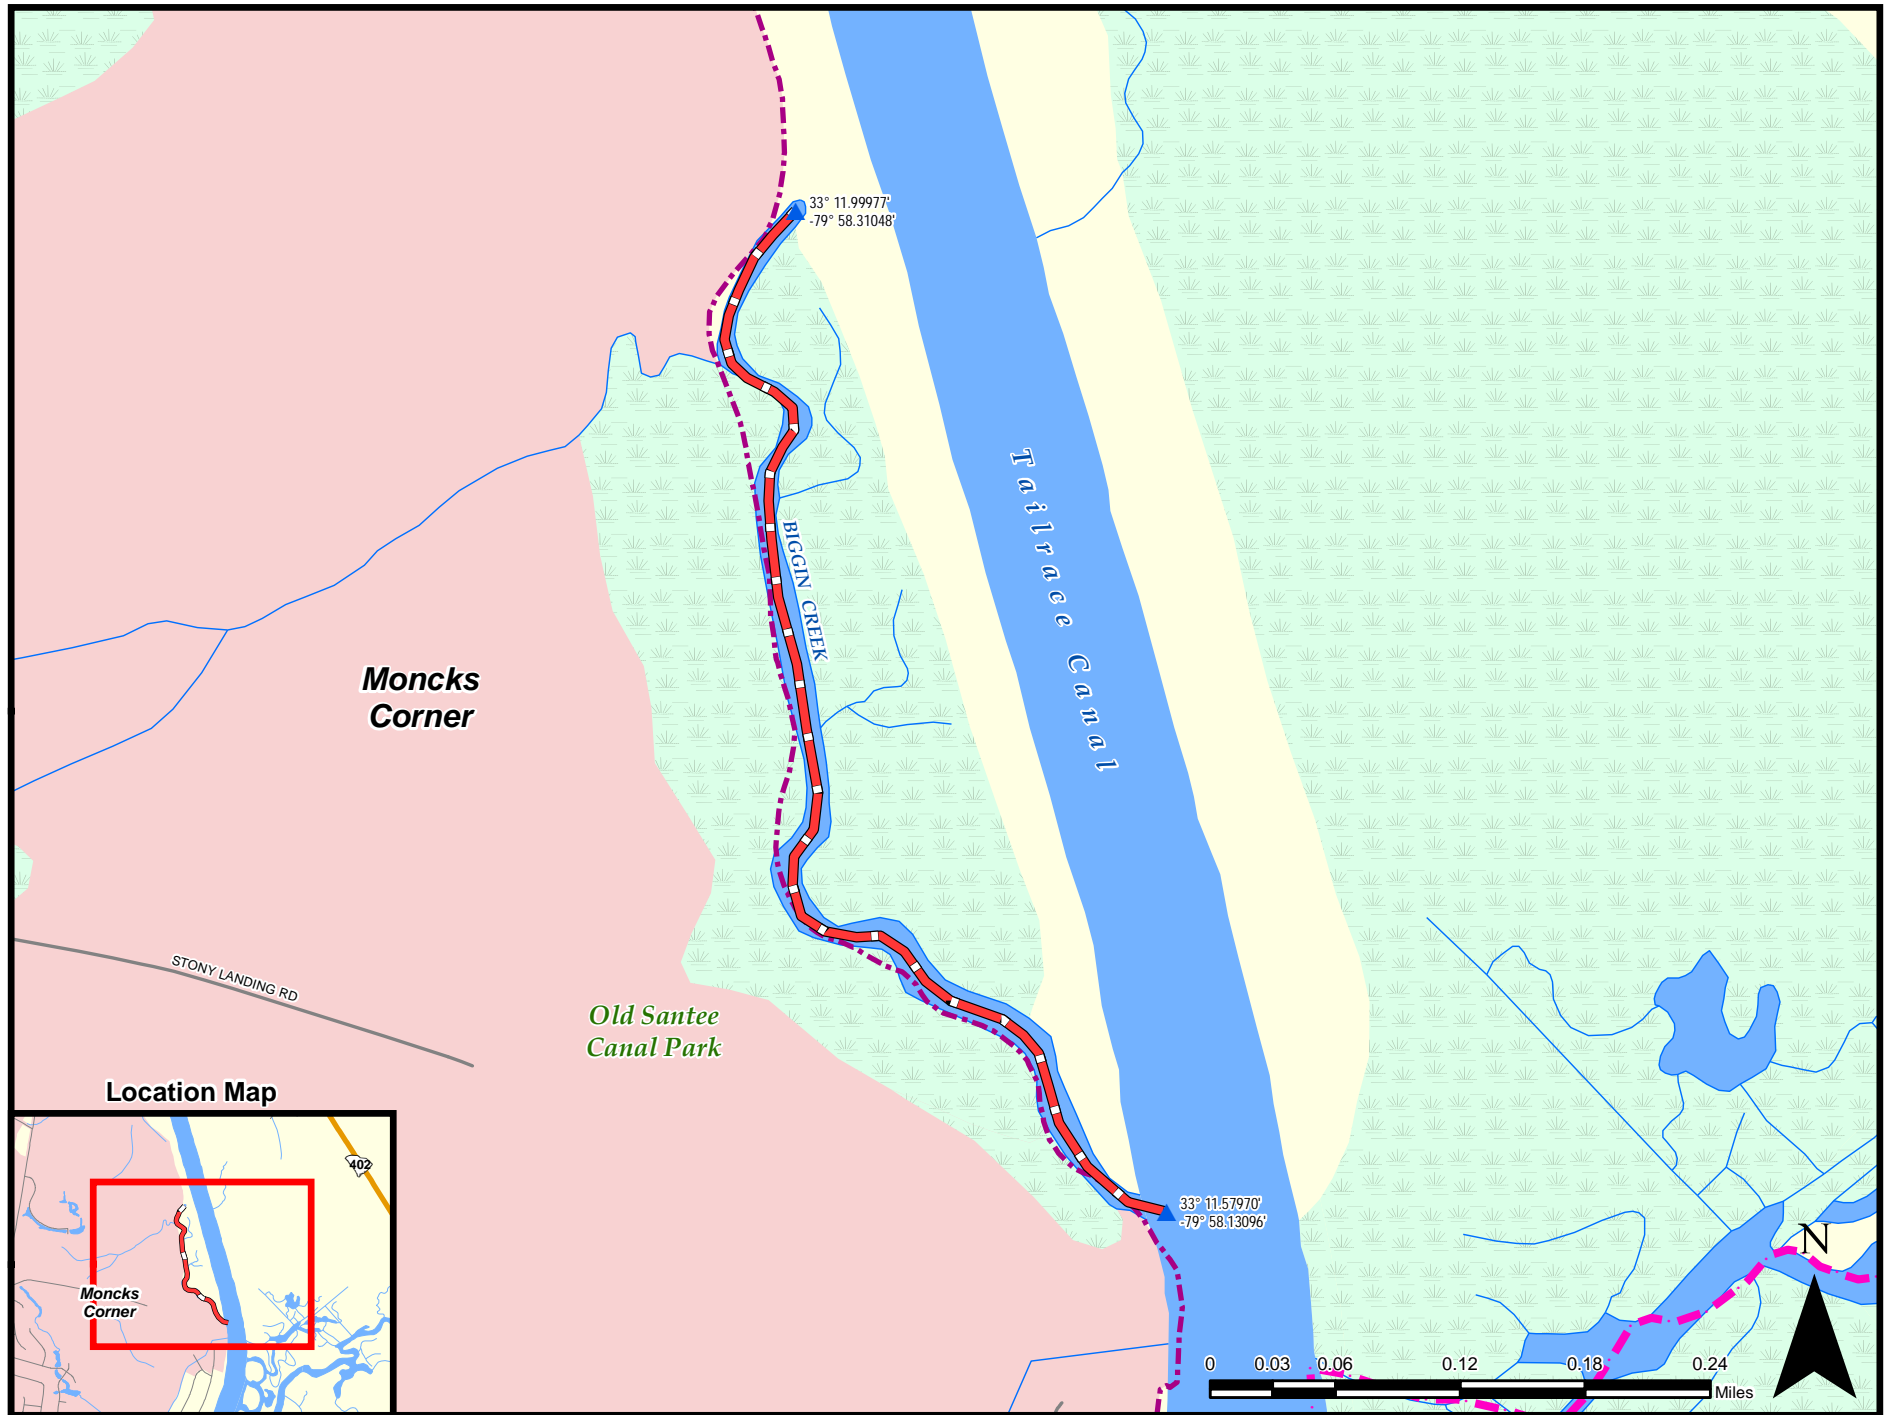 33° 11.99977'
-79° 58.31048'
Tailrace Canal
BIGGIN CREEK
Moncks
Corner
STONY LANDING RD
Old Santee
Canal Park
Location Map
402
Moncks
Corner
33° 11.57970'
-79° 58.13096'
N
0 0.03 0.06 0.12 0.18 0.24
Miles